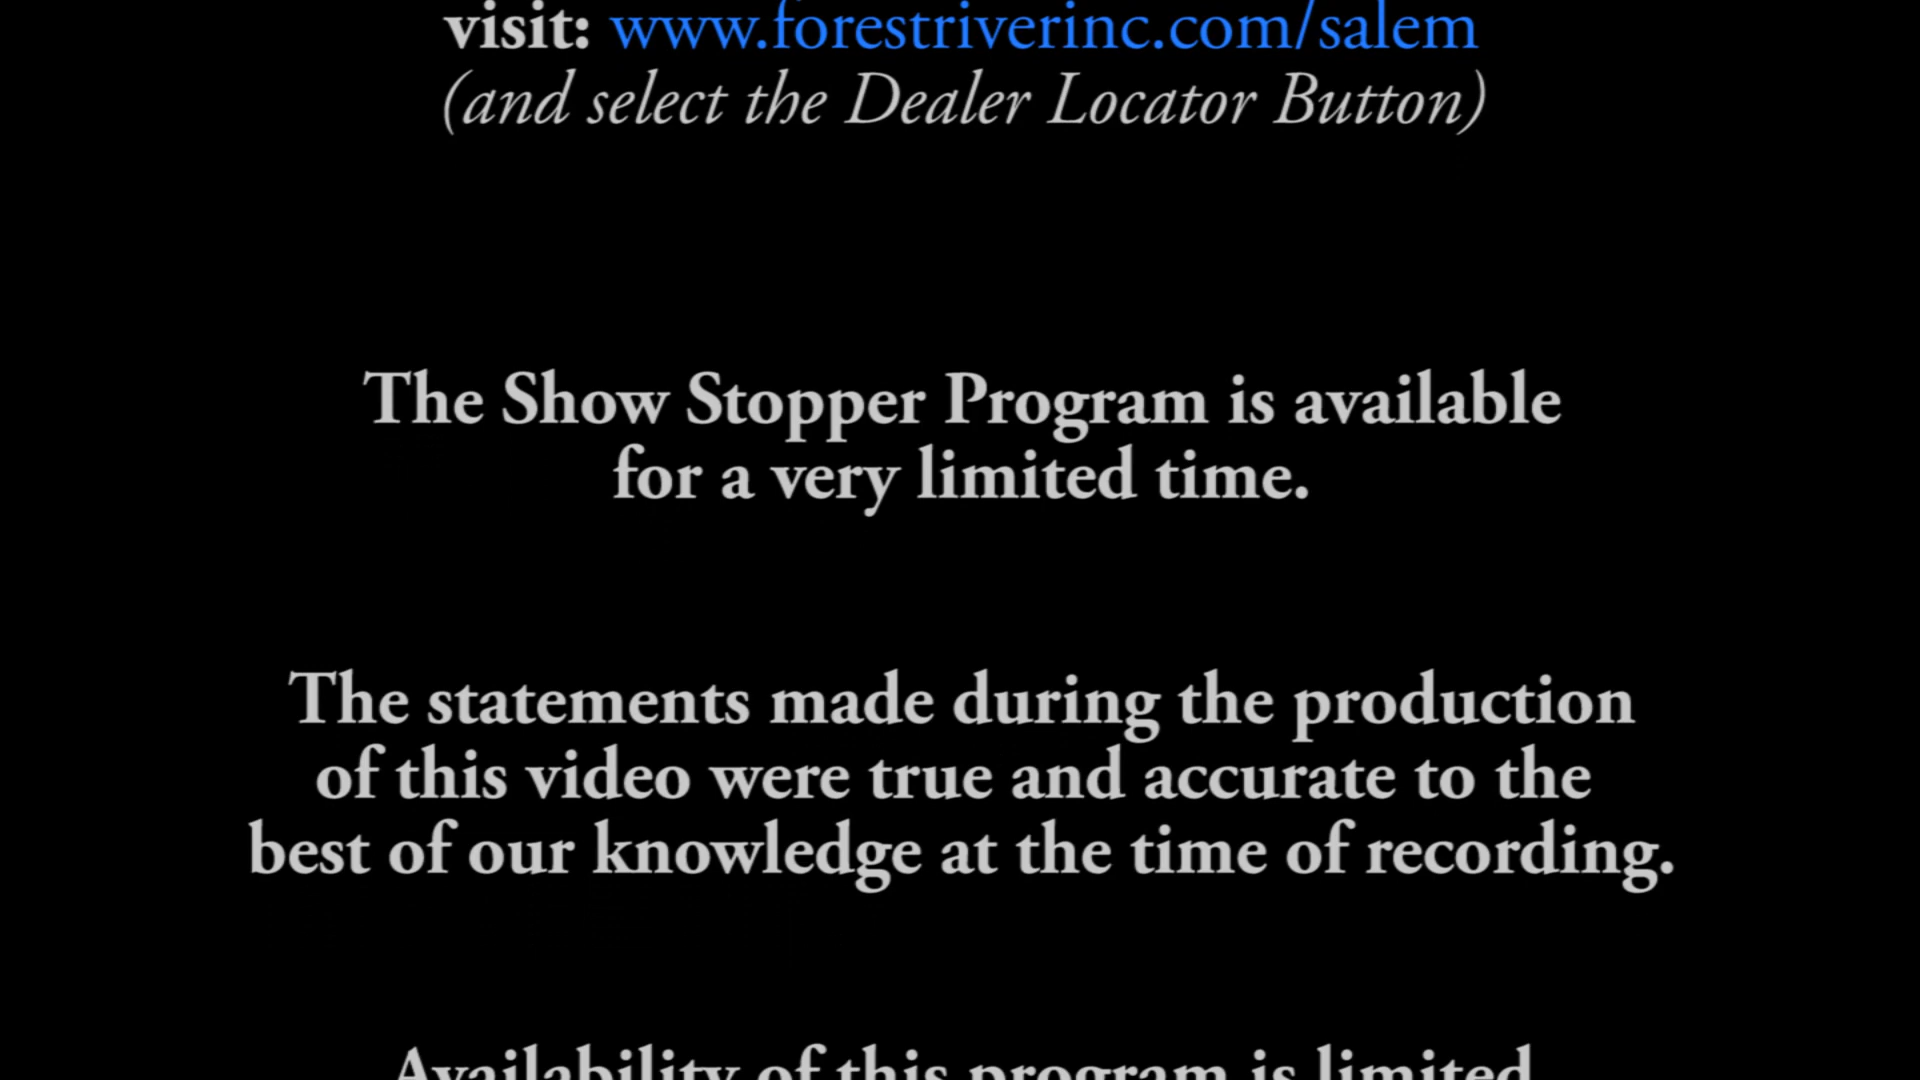 visit: www.forestriverinc.com/salem
(and select the Dealer Locator Button)
The Show Stopper Program is available
for a very limited time.
The statements made during the production
of this video were true and accurate to the
best of our knowledge at the time of recording.
Availability of this program is limited